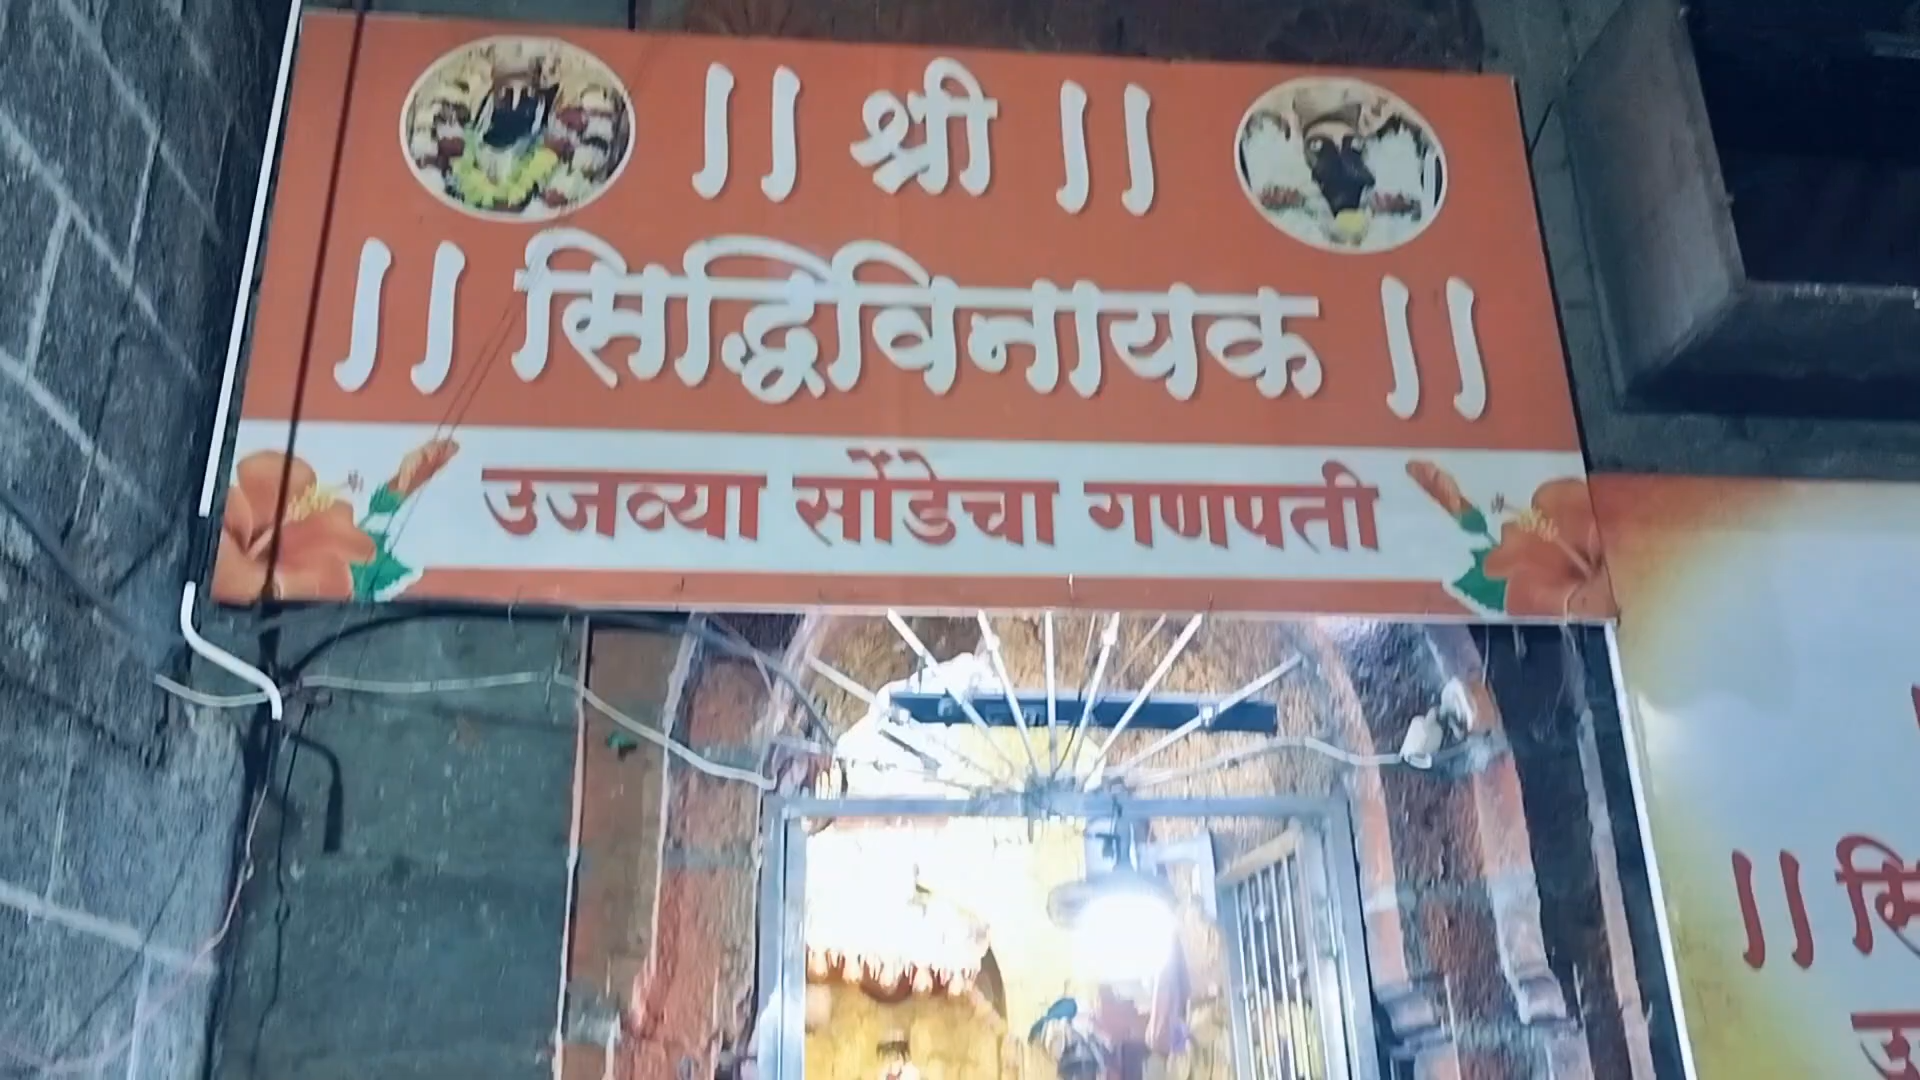 || श्री ||
|| सिद्धिविनायक ||
उजव्या सोंडेचा गणपती